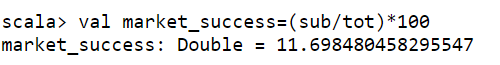 scala> val market_success=(sub/tot)*100
market_success: Double = 11.698480458295547